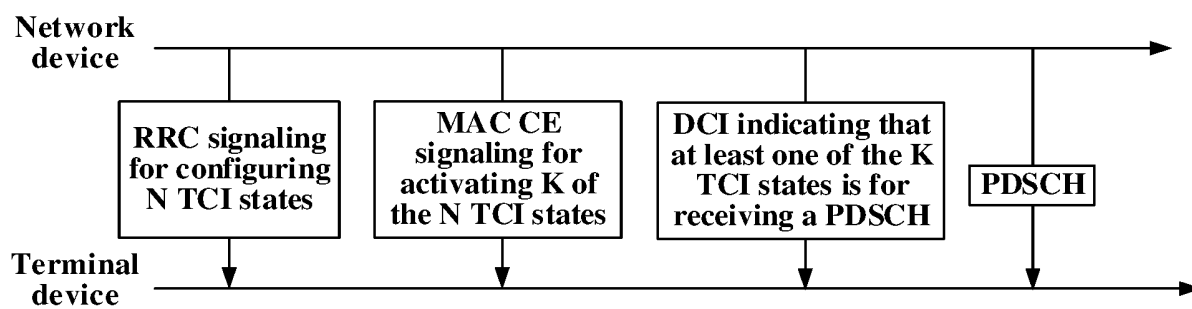 Network
device
RRC signaling
for configuring
N TCI states
MAC CE
signaling for
activating K of
the N TCI states
DCI indicating that
at least one of the K
TCI states is for
receiving a PDSCH
PDSCH
Terminal
device